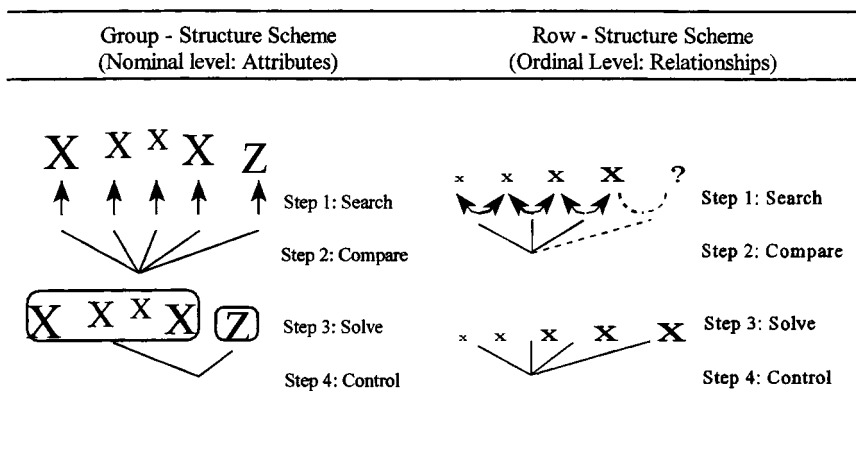 Group - Structure Scheme
(Nominal level: Attributes)
Row - Structure Scheme
(Ordinal Level: Relationships)
X X X X Z
Step 1: Search
Step 2: Compare
X X X X Z
Step 3: Solve
Step 4: Control
x x x X ?
Step 1: Search
Step 2: Compare
x x x X X
Step 3: Solve
Step 4: Control